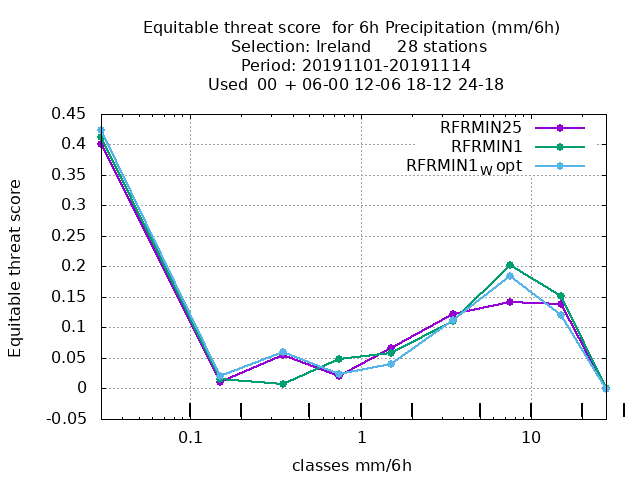 Equitable threat score  for 6h Precipitation (mm/6h)
Selection: Ireland     28 stations
Period: 20191101-20191114
Used  00 + 06-00 12-06 18-12 24-18
RFRMIN25
RFRMIN1
RFRMIN1W opt
Equitable threat score
0.45
0.4
0.35
0.3
0.25
0.2
0.15
0.1
0.05
0
-0.05
0.1 1 10
classes mm/6h